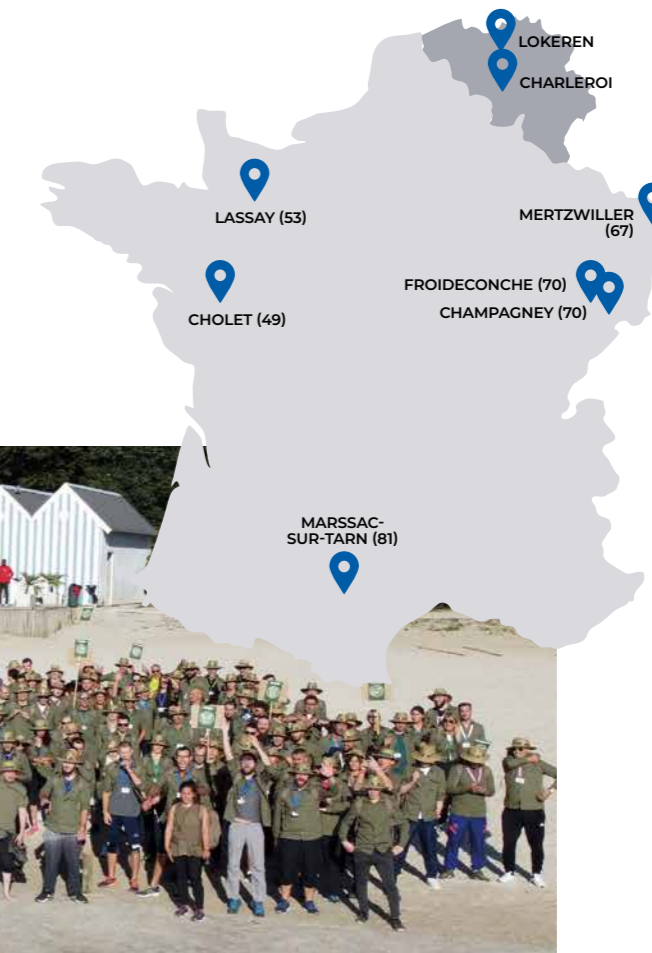 LOKEREN
CHARLEROI
LASSAY (53)
MERTZWILLER
(67)
FROIDECONCHE (70)
CHOLET (49)
CHAMPAGNEY (70)
MARSSAC-
SUR-TARN (81)